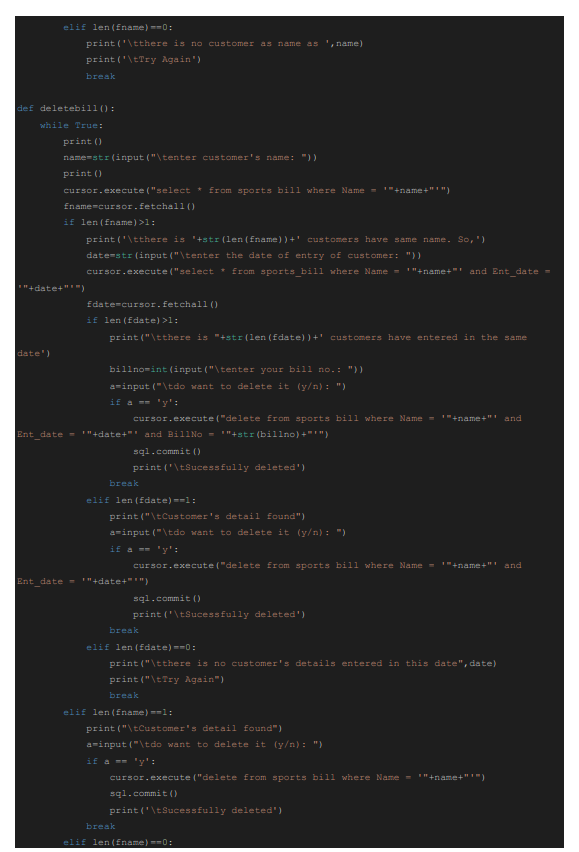 elif len(fname)==0:
            print('\tthere is no customer as name as ',name)
            print('\tTry Again')
            break

def deletebill():
    while True:
        print()
        name=str(input("\tenter customer's name: "))
        print()
        cursor.execute("select * from sports bill where Name = '"+name+"'")
        fname=cursor.fetchall()
        if len(fname)>1:
            print('\tthere is '+str(len(fname))+' customers have same name. So,')
            date=str(input("\tenter the date of entry of customer: "))
            cursor.execute("select * from sports_bill where Name = '"+name+"' and Ent_date =
'"+date+"'")
            fdate=cursor.fetchall()
            if len(fdate)>1:
                print("\tthere is "+str(len(fdate))+' customers have entered in the same
date')
                billno=int(input("\tenter your bill no.: "))
                a=input("\tdo want to delete it (y/n): ")
                if a == 'y':
                    cursor.execute("delete from sports bill where Name = '"+name+"' and
Ent_date = '"+date+"' and BillNo = '"+str(billno)+"'")
                    sql.commit()
                    print('\tSucessfully deleted')
                break
            elif len(fdate)==1:
                print("\tCustomer's detail found")
                a=input("\tdo want to delete it (y/n): ")
                if a == 'y':
                    cursor.execute("delete from sports bill where Name = '"+name+"' and
Ent_date = '"+date+"'")
                    sql.commit()
                    print('\tSucessfully deleted')
                break
            elif len(fdate)==0:
                print("\tthere is no customer's details entered in this date",date)
                print("\tTry Again")
                break
        elif len(fname)==1:
            print("\tCustomer's detail found")
            a=input("\tdo want to delete it (y/n): ")
            if a == 'y':
                cursor.execute("delete from sports bill where Name = '"+name+"'")
                sql.commit()
                print('\tSucessfully deleted')
            break
        elif len(fname)==0: